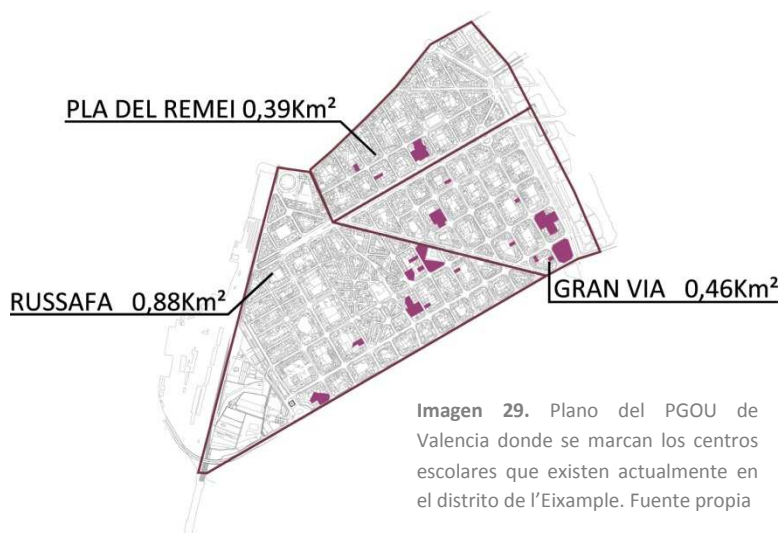 PLA DEL REMEI 0,39Km²
RUSSAFA 0,88Km²
GRAN VIA 0,46Km²
Imagen 29. Plano del PGOU de
Valencia donde se marcan los centros
escolares que existen actualmente en
el distrito de l’Eixample. Fuente propia